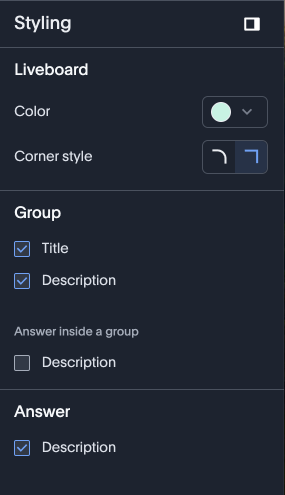 Styling
Liveboard
Color
Corner style
Group
Title
Description
Answer inside a group
Description
Answer
Description